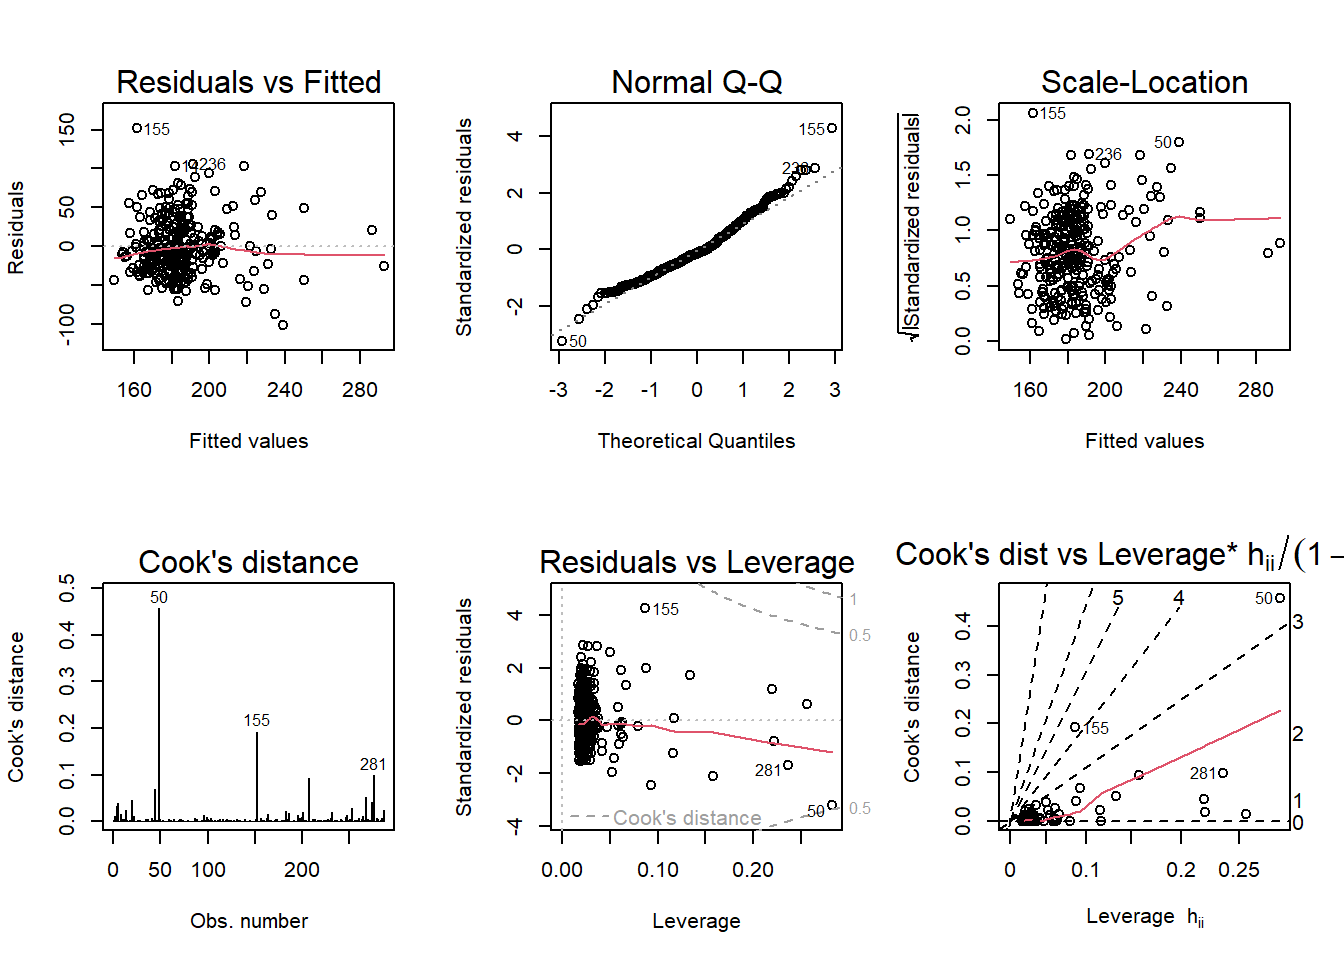 Residuals vs Fitted
Residuals
-100 0 50 150
155
236
160 200 240 280
Fitted values
Normal Q-Q
Standardized residuals
-2 0 2 4
155
236
50
-3 -2 -1 0 1 2 3
Theoretical Quantiles
Scale-Location
√|Standardized residuals|
0.0 0.5 1.0 1.5 2.0
155
236
50
160 200 240 280
Fitted values
Cook's distance
Cook's distance
0.0 0.1 0.2 0.3 0.4 0.5
50
155
281
0 50 100 200
Obs. number
Residuals vs Leverage
Standardized residuals
-4 -2 0 2 4
155
281
50
1
0.5
0.5
Cook's distance
0.00 0.10 0.20
Leverage
Cook's dist vs Leverage* hii/(1 –
Cook's distance
0.0 0.1 0.2 0.3 0.4
5
4
50
3
155
2
281
1
0
0 0.1 0.2 0.25
Leverage hii